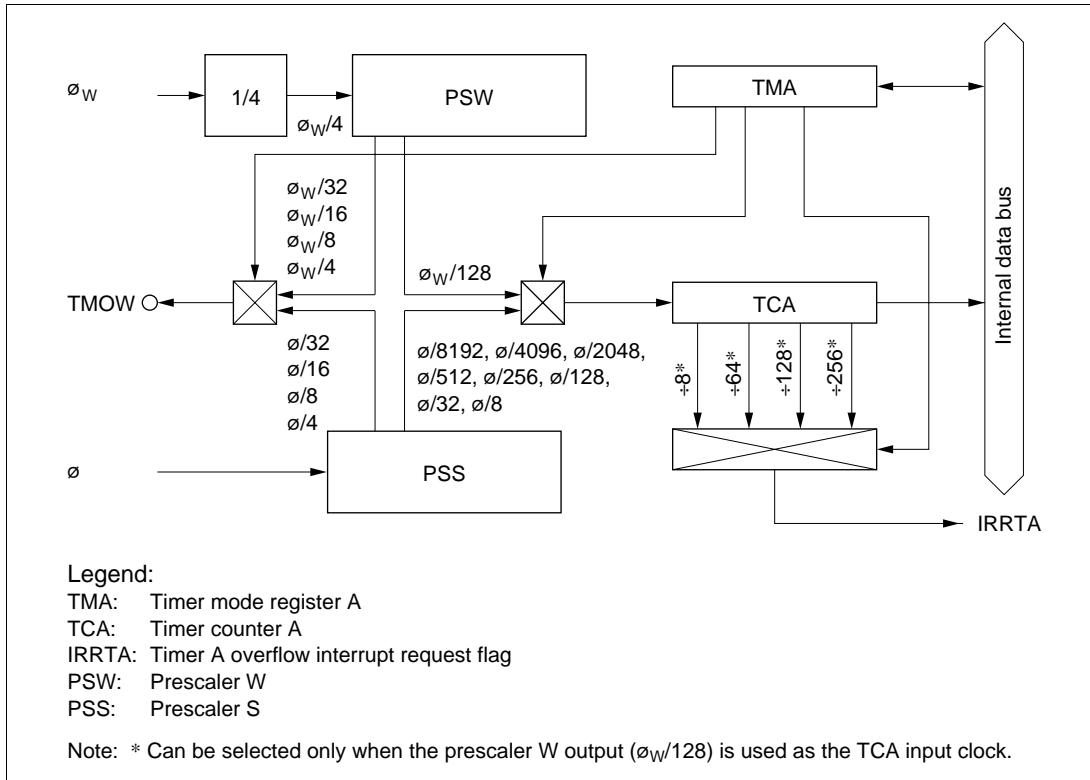 øW
1/4
øW/4
PSW
TMA
øW/32
øW/16
øW/8
øW/4
øW/128
TMOW
TCA
Internal data bus
÷8*
÷64*
÷128*
÷256*
ø/32
ø/16
ø/8
ø/4
ø/8192, ø/4096, ø/2048,
ø/512, ø/256, ø/128,
ø/32, ø/8
ø
PSS
IRRTA
Legend:
TMA: Timer mode register A
TCA: Timer counter A
IRRTA: Timer A overflow interrupt request flag
PSW: Prescaler W
PSS: Prescaler S
Note: * Can be selected only when the prescaler W output (øW/128) is used as the TCA input clock.